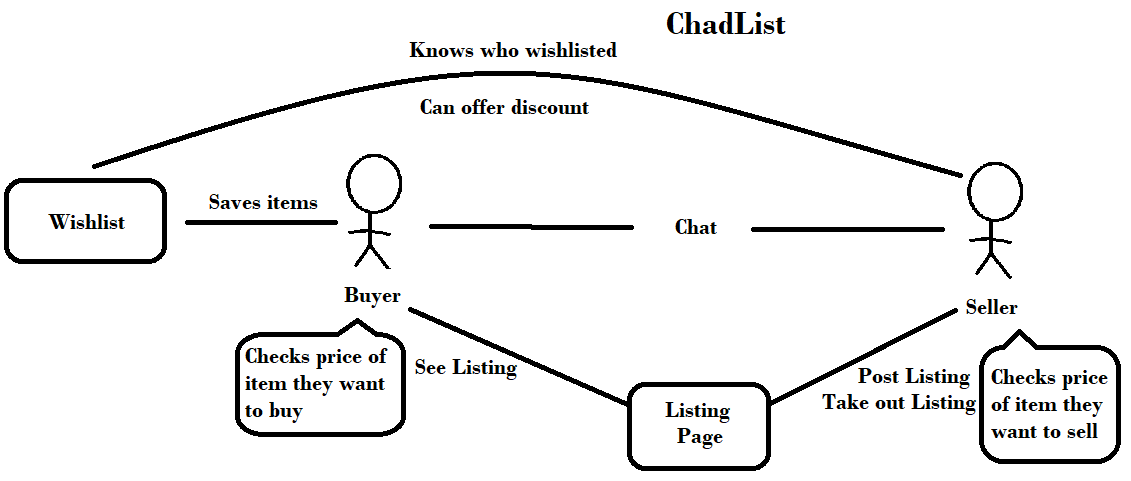 ChadList
Knows who wishlisted
Can offer discount
Wishlist
Saves items
Chat
Buyer
Seller
Checks price of
item they want
to buy
See Listing
Listing
Page
Post Listing
Take out Listing
Checks price
of item they
want to sell